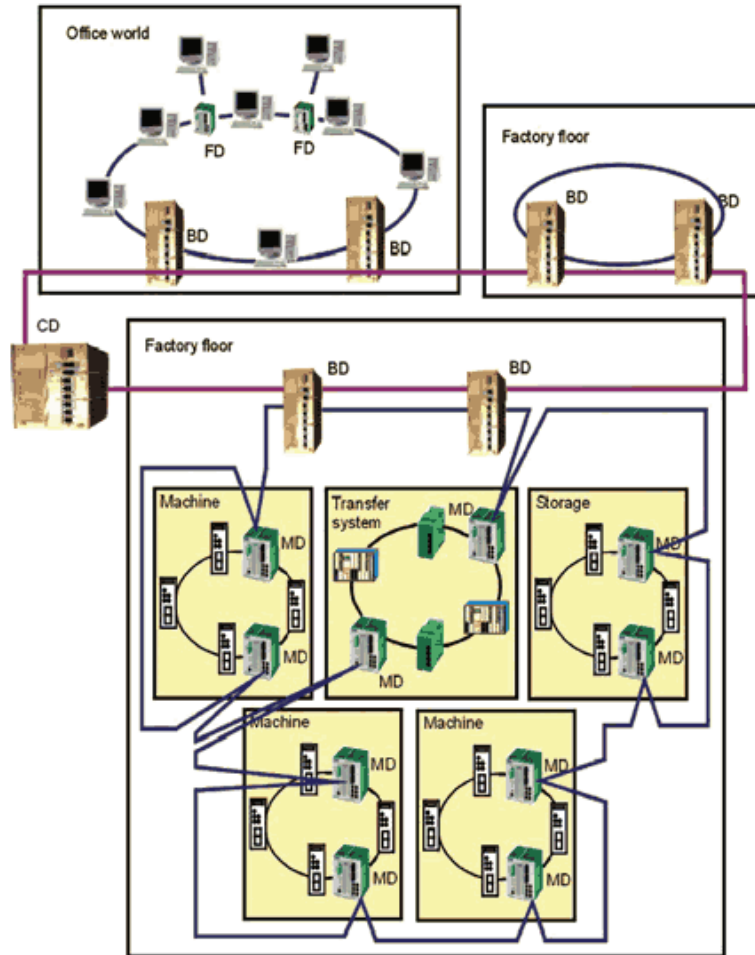 Office world
FD
FD
BD
BD
Factory floor
BD
BD
CD
Factory floor
BD
BD
Machine
MD
MD
Transfer
system
MD
MD
Storage
MD
MD
Machine
MD
MD
Machine
MD
MD